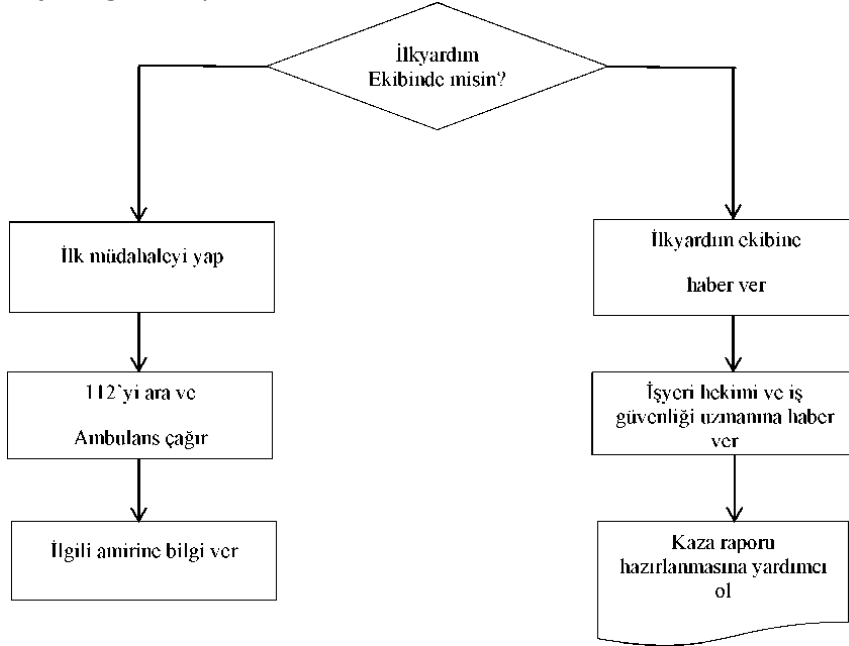 İlkyardım
Ekibinde misin?
İlk müdahaleyi yap
112'yi ara ve
Ambulans çağır
İlgili amirine bilgi ver
İlkyardım ekibine
haber ver
İşyeri hekimi ve iş
güvenliği uzmanına haber
ver
Kaza raporu
hazırlanmasına yardımcı
ol